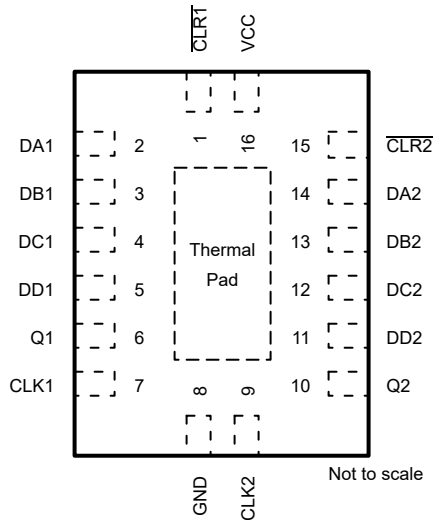 CLR1 VCC
1 16
DA1 2 15 CLR2
DB1 3 14 DA2
DC1 4 13 DB2
Thermal
Pad
DD1 5 12 DC2
Q1 6 11 DD2
CLK1 7 10 Q2
8 9
GND CLK2
Not to scale